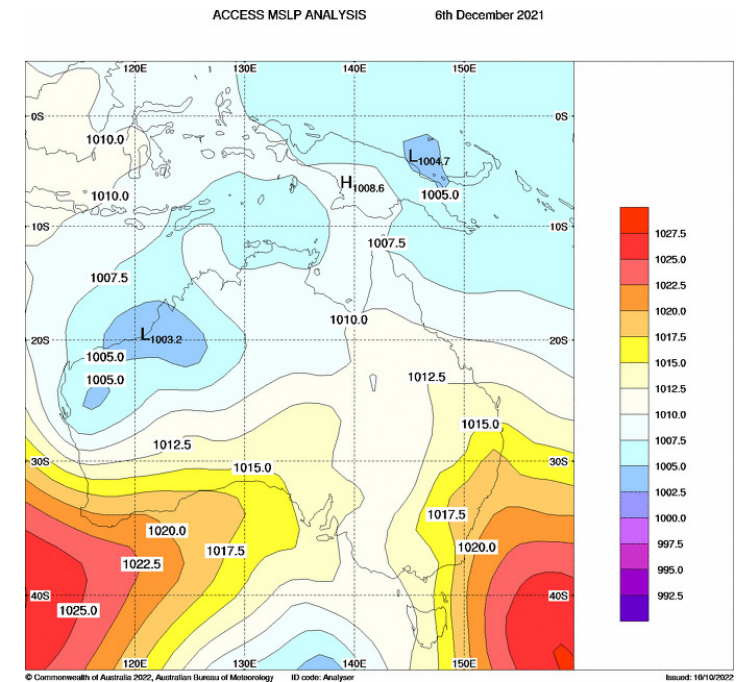 ACCESS MSLP ANALYSIS 6th December 2021
120E 130E 140E 150E
0S 0S
1010.0
L1004.7
H1008.6
1010.0 1005.0
10S 10S
1007.5
1007.5
1010.0
20S L1003.2 20S
1005.0
1005.0 1012.5
1015.0
1012.5
30S 1015.0 30S
1017.5
1020.0
1017.5 1020.0
1022.5
40S 40S
1025.0
120E 130E 140E 150E
1027.5
1025.0
1022.5
1020.0
1017.5
1015.0
1012.5
1010.0
1007.5
1005.0
1002.5
1000.0
997.5
995.0
992.5
© Commonwealth of Australia 2022, Australian Bureau of Meteorology ID code: Analyser Issued: 10/10/2022